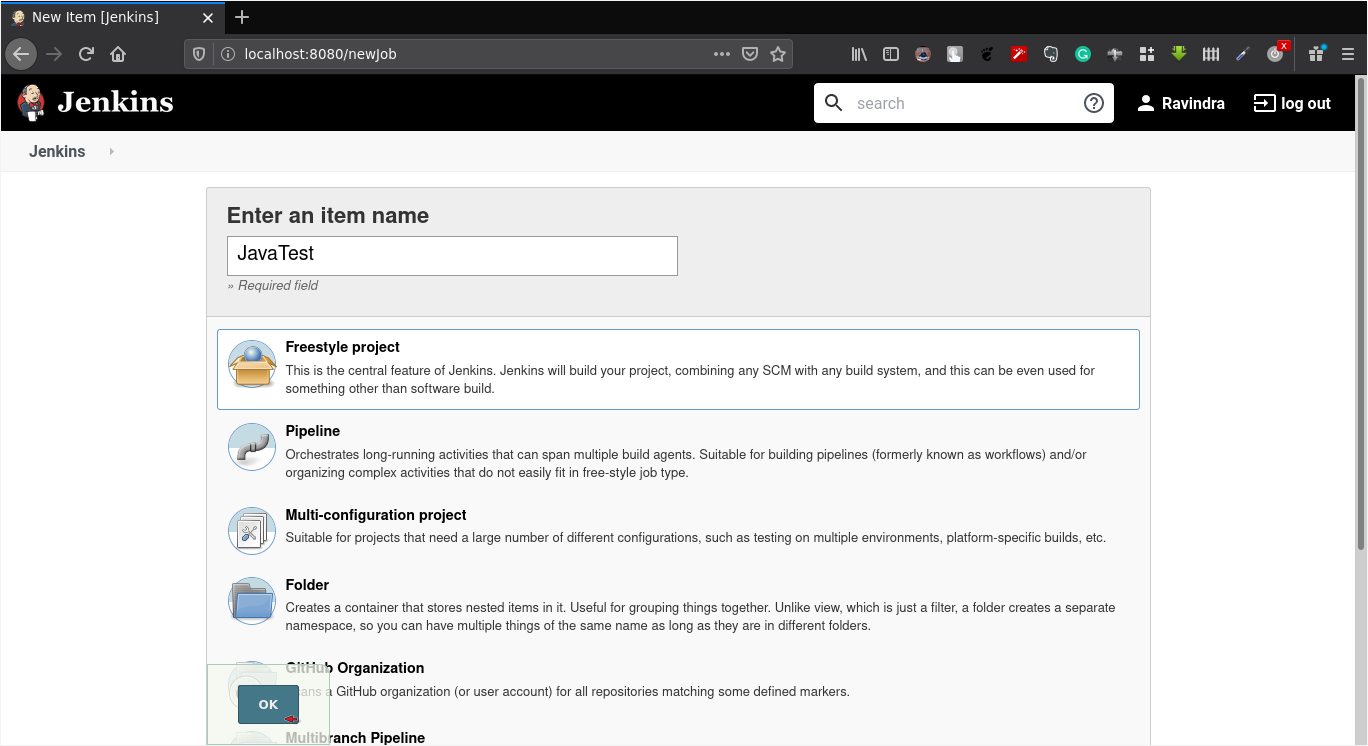 New Item [Jenkins]
localhost:8080/newJob
x
Jenkins
search
Ravindra
log out
Jenkins
Enter an item name
JavaTest
» Required field
Freestyle project
This is the central feature of Jenkins. Jenkins will build your project, combining any SCM with any build system, and this can be even used for
something other than software build.
Pipeline
Orchestrates long-running activities that can span multiple build agents. Suitable for building pipelines (formerly known as workflows) and/or
organizing complex activities that do not easily fit in free-style job type.
Multi-configuration project
Suitable for projects that need a large number of different configurations, such as testing on multiple environments, platform-specific builds, etc.
Folder
Creates a container that stores nested items in it. Useful for grouping things together. Unlike view, which is just a filter, a folder creates a separate
namespace, so you can have multiple things of the same name as long as they are in different folders.
GitHub Organization
Scans a GitHub organization (or user account) for all repositories matching some defined markers.
OK
Multibranch Pipeline